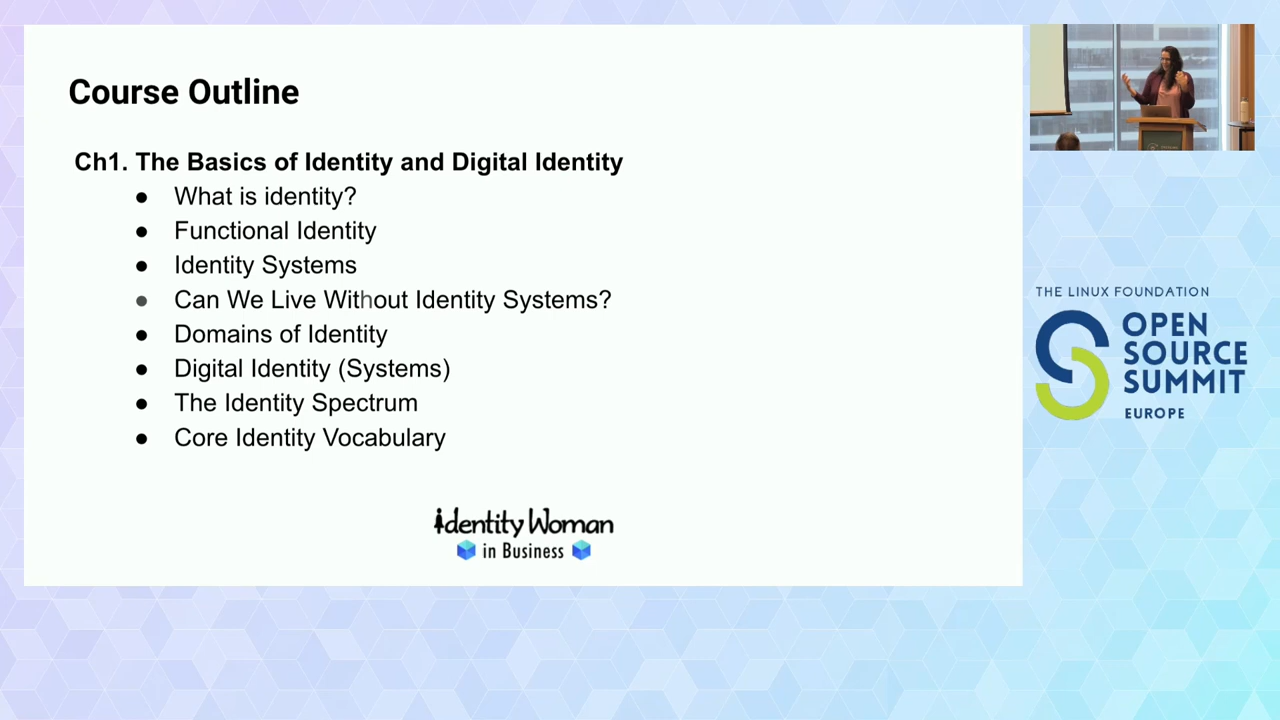 Course Outline
Ch1. The Basics of Identity and Digital Identity
● What is identity?
● Functional Identity
● Identity Systems
● Can We Live Without Identity Systems?
● Domains of Identity
● Digital Identity (Systems)
● The Identity Spectrum
● Core Identity Vocabulary
identity Woman
in Business
THE LINUX FOUNDATION
OPEN
SOURCE
SUMMIT
EUROPE